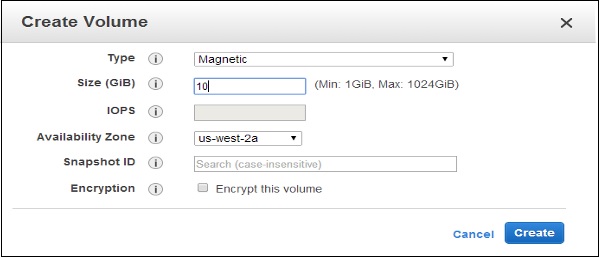 Create Volume ×
Type i Magnetic
Size (GiB) i 10 (Min: 1GiB, Max: 1024GiB)
IOPS i
Availability Zone i us-west-2a
Snapshot ID i Search (case-insensitive)
Encryption i Encrypt this volume
Cancel Create